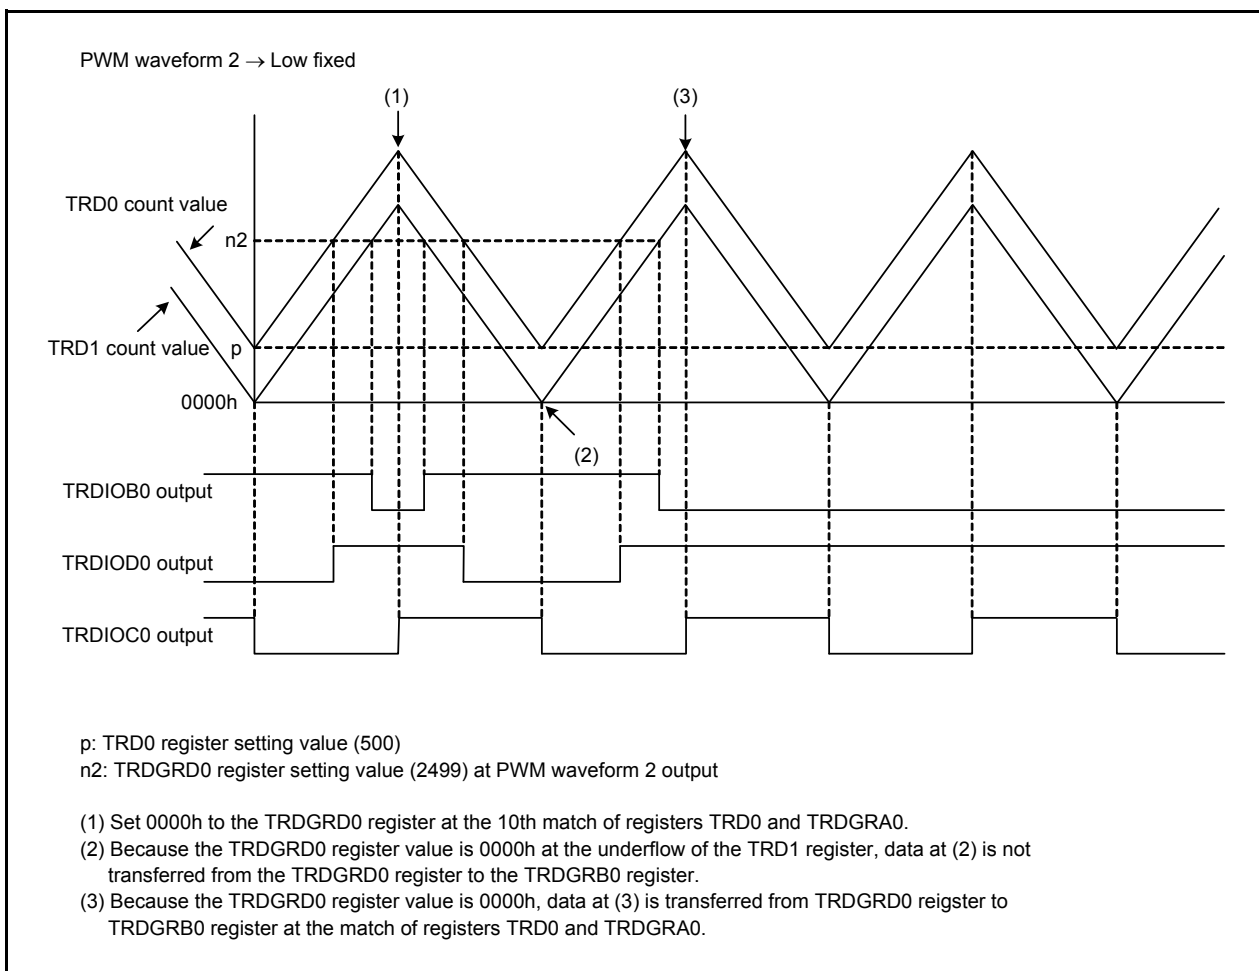 PWM waveform 2 → Low fixed
(1)
(3)
TRD0 count value
n2
TRD1 count value
p
0000h
(2)
TRDIOB0 output
TRDIOD0 output
TRDIOC0 output
p: TRD0 register setting value (500)
n2: TRDGRD0 register setting value (2499) at PWM waveform 2 output
(1) Set 0000h to the TRDGRD0 register at the 10th match of registers TRD0 and TRDGRA0.
(2) Because the TRDGRD0 register value is 0000h at the underflow of the TRD1 register, data at (2) is not
transferred from the TRDGRD0 register to the TRDGRB0 register.
(3) Because the TRDGRD0 register value is 0000h, data at (3) is transferred from TRDGRD0 reigster to
TRDGRB0 register at the match of registers TRD0 and TRDGRA0.